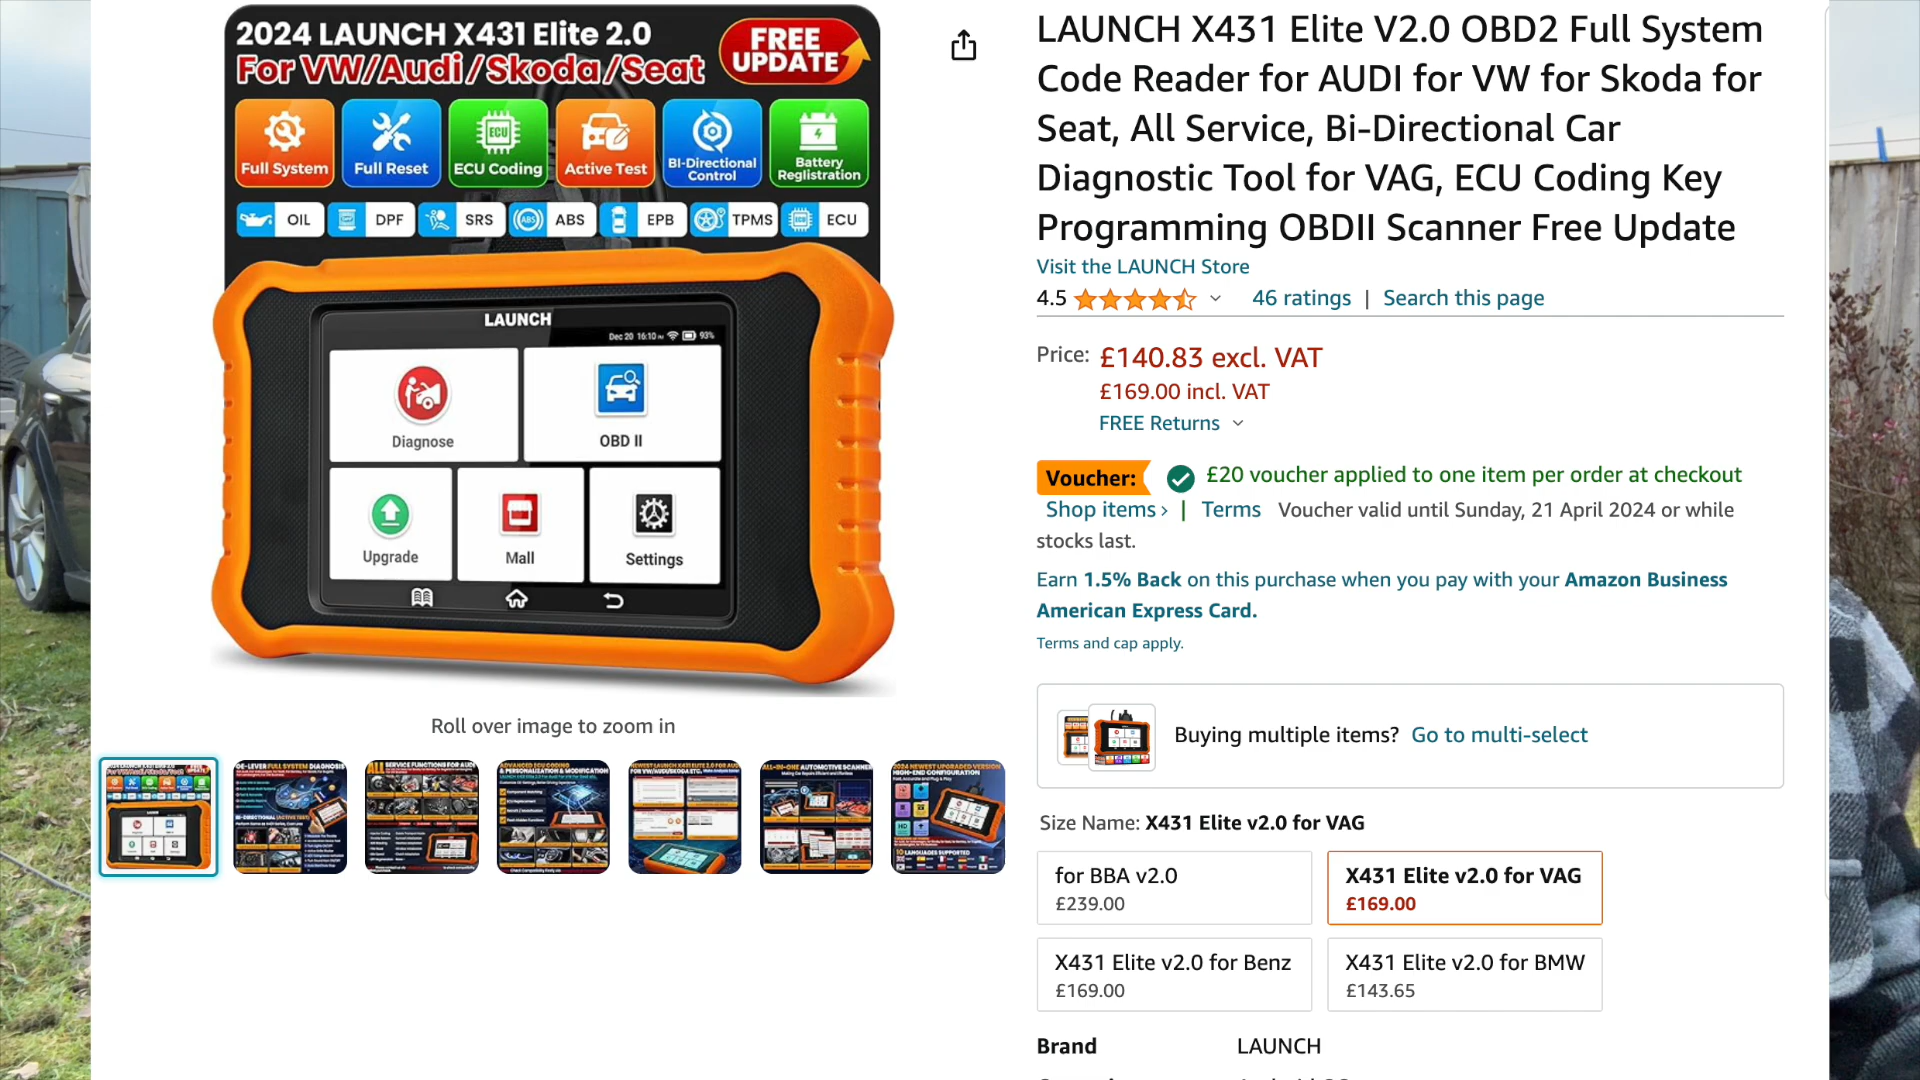 2024 LAUNCH X431 Elite 2.0
For VW/Audi/Skoda/Seat
FREE
UPDATE
Full System
Full Reset
ECU
ECU Coding
Active Test
BI-Directional
Control
Battery
Reglistration
OIL
DPF
SRS
ABS
ABS
EPB
TPMS
ECU
LAUNCH
Dec 20 16:10 93%
Diagnose
OBD II
Upgrade
Mall
Settings
Roll over image to zoom in
LAUNCH X431 Elite V2.0 OBD2 Full System
Code Reader for AUDI for VW for Skoda for
Seat, All Service, Bi-Directional Car
Diagnostic Tool for VAG, ECU Coding Key
Programming OBDII Scanner Free Update
Visit the LAUNCH Store
4.5 46 ratings | Search this page
Price: £140.83 excl. VAT
£169.00 incl. VAT
FREE Returns
Voucher: £20 voucher applied to one item per order at checkout
Shop items › | Terms Voucher valid until Sunday, 21 April 2024 or while
stocks last.
Earn 1.5% Back on this purchase when you pay with your Amazon Business
American Express Card.
Terms and cap apply.
Buying multiple items? Go to multi-select
Size Name: X431 Elite v2.0 for VAG
for BBA v2.0
£239.00
X431 Elite v2.0 for VAG
£169.00
X431 Elite v2.0 for Benz
£169.00
X431 Elite v2.0 for BMW
£143.65
Brand LAUNCH